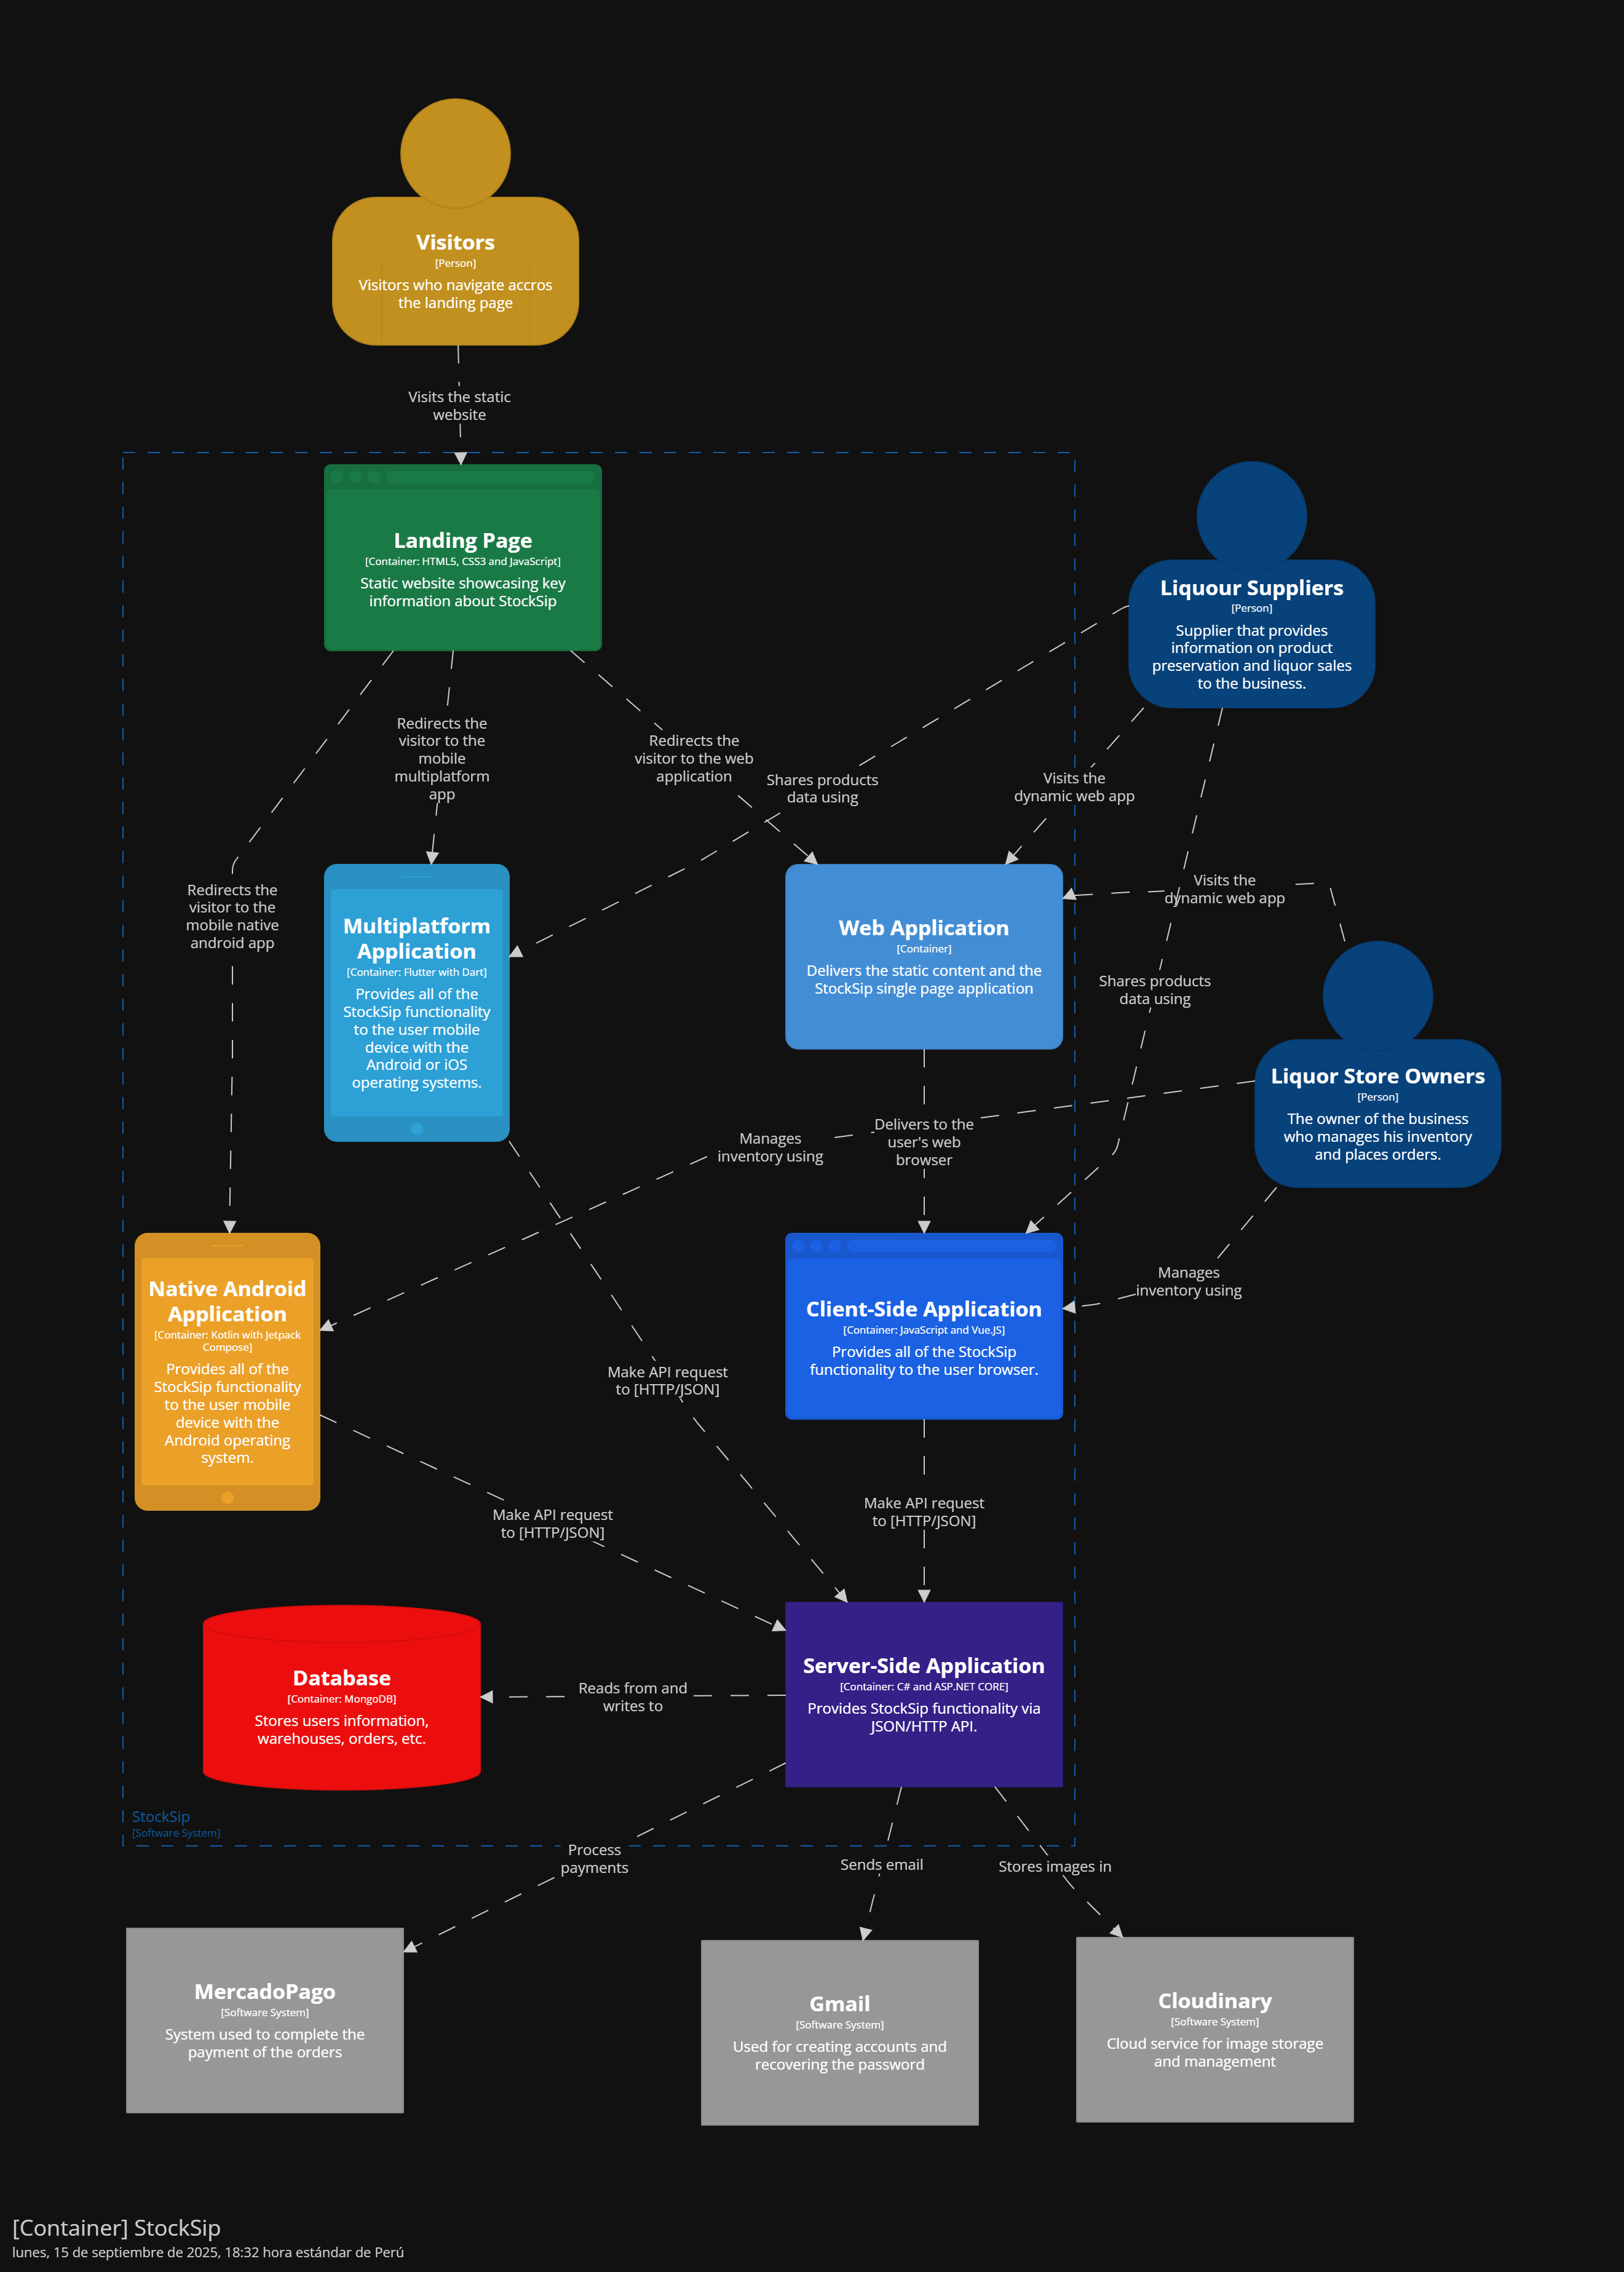 Visitors
[Person]
Visitors who navigate accros
the landing page
Visits the static
website
Landing Page
[Container: HTML5, CSS3 and JavaScript]
Static website showcasing key
information about StockSip
Liquour Suppliers
[Person]
Supplier that provides
information on product
preservation and liquor sales
to the business.
Redirects the
visitor to the
mobile
multiplatform
app
Redirects the
visitor to the web
application
Shares products
data using
Visits the
dynamic web app
Redirects the
visitor to the
mobile native
android app
Visits the
dynamic web app
Multiplatform
Application
[Container: Flutter with Dart]
Provides all of the
StockSip functionality
to the user mobile
device with the
Android or iOS
operating systems.
Web Application
[Container]
Delivers the static content and the
StockSip single page application
Shares products
data using
Liquor Store Owners
[Person]
The owner of the business
who manages his inventory
and places orders.
Manages
inventory using
Delivers to the
user's web
browser
Native Android
Application
[Container: Kotlin with Jetpack
Compose]
Provides all of the
StockSip functionality
to the user mobile
device with the
Android operating
system.
Client-Side Application
[Container: JavaScript and Vue.JS]
Provides all of the StockSip
functionality to the user browser.
Manages
inventory using
Make API request
to [HTTP/JSON]
Make API request
to [HTTP/JSON]
Make API request
to [HTTP/JSON]
Database
[Container: MongoDB]
Stores users information,
warehouses, orders, etc.
Reads from and
writes to
Server-Side Application
[Container: C# and ASP.NET CORE]
Provides StockSip functionality via
JSON/HTTP API.
StockSip
[Software System]
Process
payments
Sends email
Stores images in
MercadoPago
[Software System]
System used to complete the
payment of the orders
Gmail
[Software System]
Used for creating accounts and
recovering the password
Cloudinary
[Software System]
Cloud service for image storage
and management
[Container] StockSip
lunes, 15 de septiembre de 2025, 18:32 hora estándar de Perú